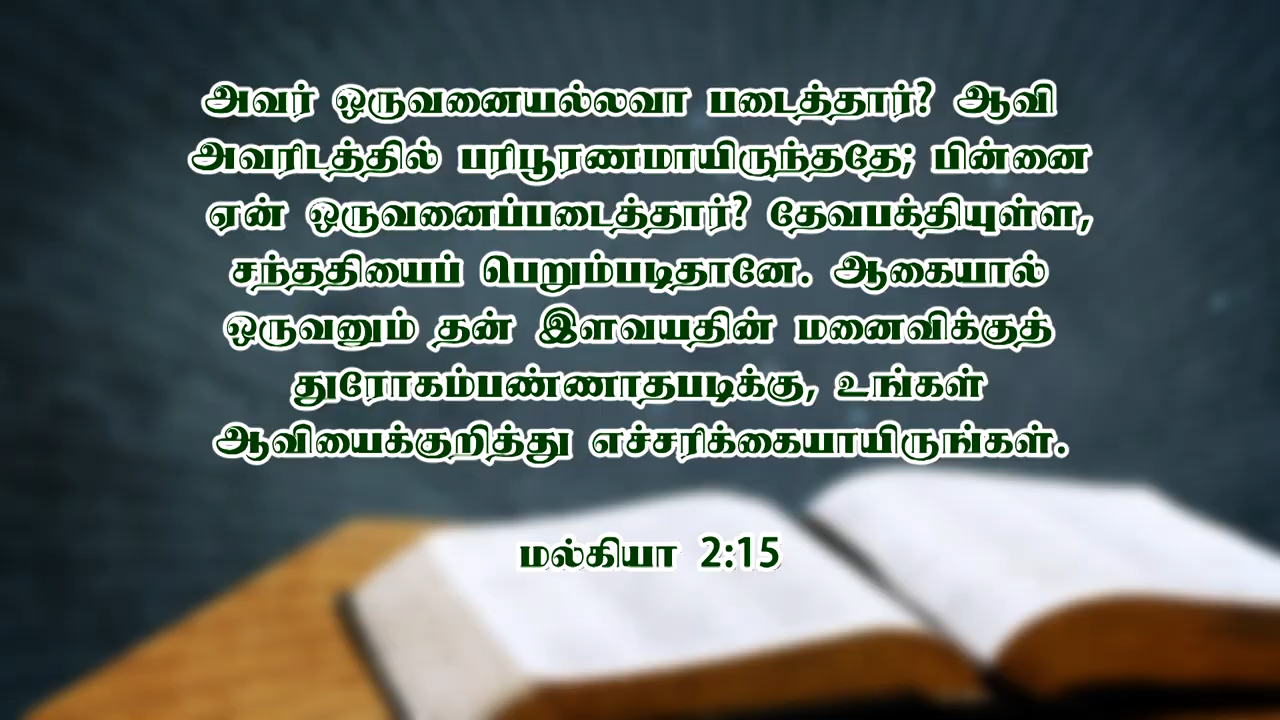 அவர் ஒருவனையல்லவா படைத்தார்? ஆவி
அவரிடத்தில் பரிபூரணமாயிருந்ததே; பின்னை
ஏன் ஒருவனைப்படைத்தார்? தேவபக்தியுள்ள,
சந்ததியைப் பெறும்படிதானே. ஆகையால்
ஒருவனும் தன் இளவயதின் மனைவிக்குத்
துரோகம்பண்ணாதபடிக்கு, உங்கள்
ஆவியைக்குறித்து எச்சரிக்கையாயிருங்கள்.
மல்கியா 2:15